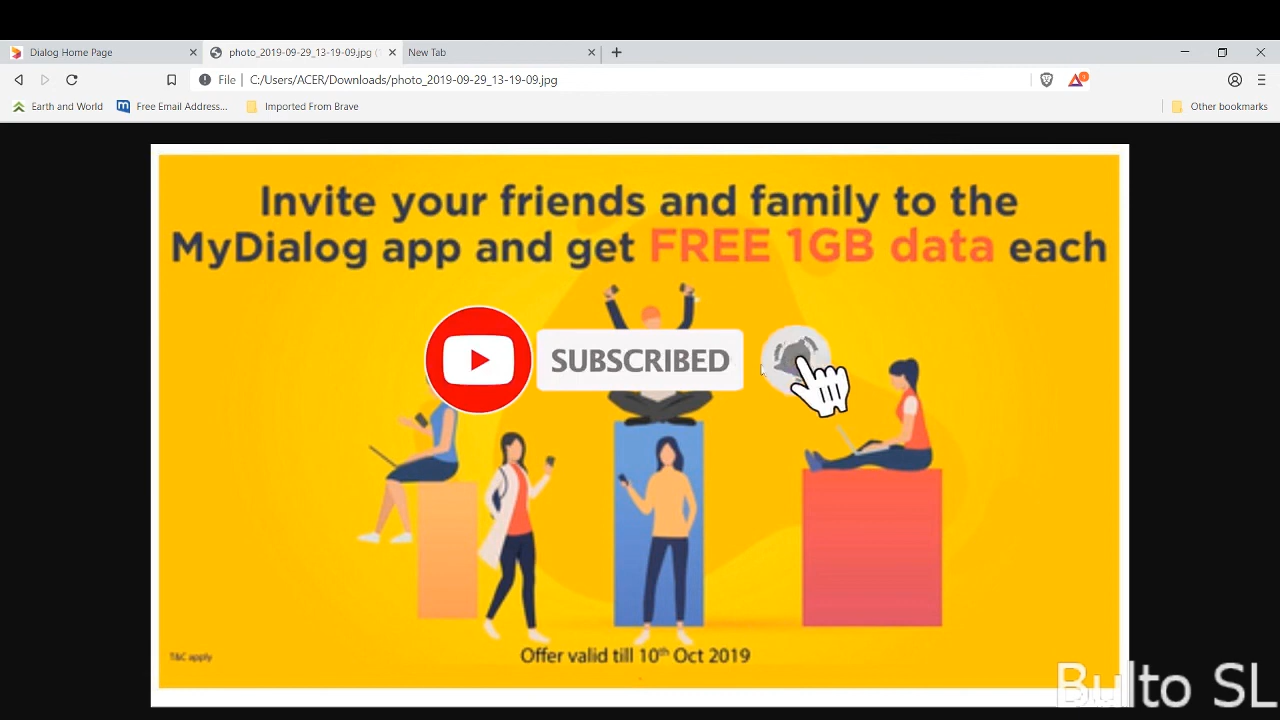 Dialog Home Page
photo_2019-09-29_13-19-09.jpg (1
New Tab
File
C:/Users/ACER/Downloads/photo_2019-09-29_13-19-09.jpg
Earth and World
Free Email Address...
Imported From Brave
Other bookmarks
Invite your friends and family to the
MyDialog app and get FREE 1GB data each
SUBSCRIBED
Offer valid till 10th Oct 2019
T&C apply
Bulto SL